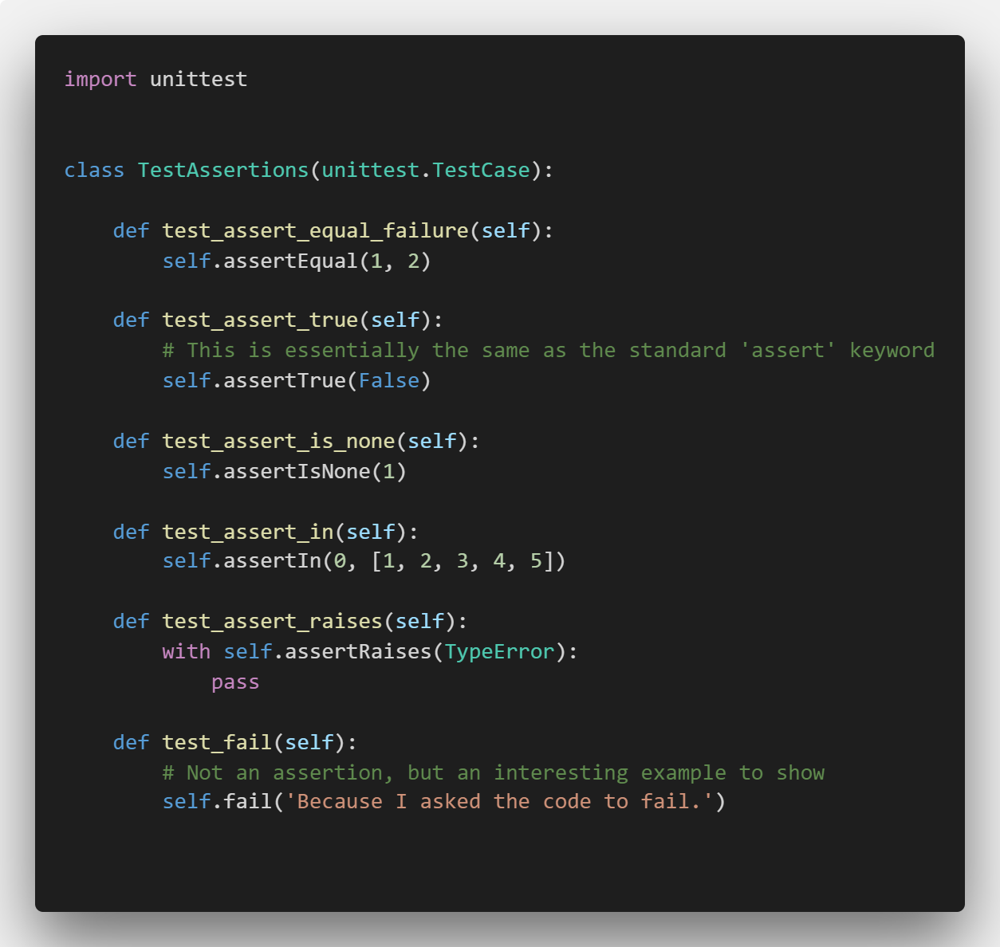 import unittest
class TestAssertions(unittest.TestCase):
    def test_assert_equal_failure(self):
        self.assertEqual(1, 2)
    def test_assert_true(self):
        # This is essentially the same as the standard 'assert' keyword
        self.assertTrue(False)
    def test_assert_is_none(self):
        self.assertIsNone(1)
    def test_assert_in(self):
        self.assertIn(0, [1, 2, 3, 4, 5])
    def test_assert_raises(self):
        with self.assertRaises(TypeError):
            pass
    def test_fail(self):
        # Not an assertion, but an interesting example to show
        self.fail('Because I asked the code to fail.')